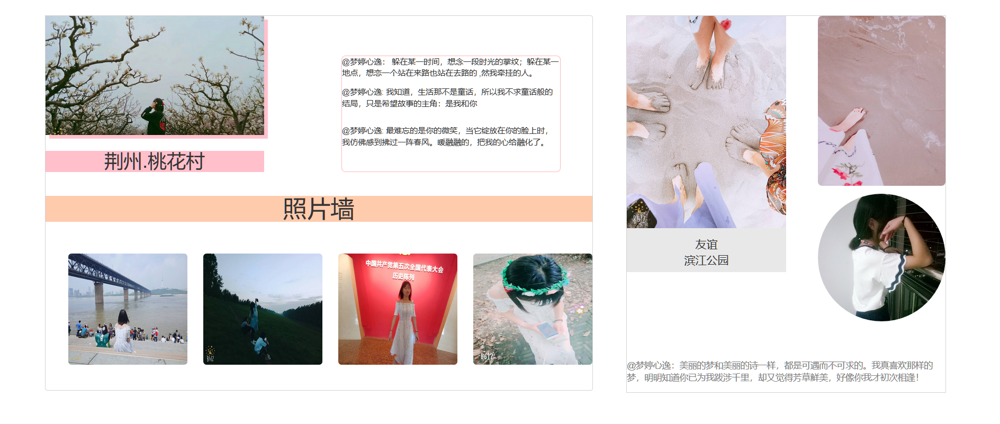 @梦婷心逸： 躲在某一时间，想念一段时光的掌纹；躲在某一
地点，想恋一个站在来路也站在去路的 ,然我牵挂的人。
@梦婷心逸: 我知道，生活那不是童话，所以我不求童话般的
结局，只是希望故事的主角：是我和你
@梦婷心逸: 最难忘的是你的微笑，当它绽放在你的脸上时，
我仿佛感到拂过一阵春风。暖融融的，把我的心给融化了。
荆州.桃花村
照片墙
中国共产党第五次全国代表大会
历史陈列
B612
B612
B612
友谊
滨江公园
@梦婷心逸：美丽的梦和美丽的诗一样，都是可遇而不可求的。我真喜欢那样的
梦，明明知道你已为我跋涉千里，却又觉得芳草鲜美，好像你我才初次相逢！